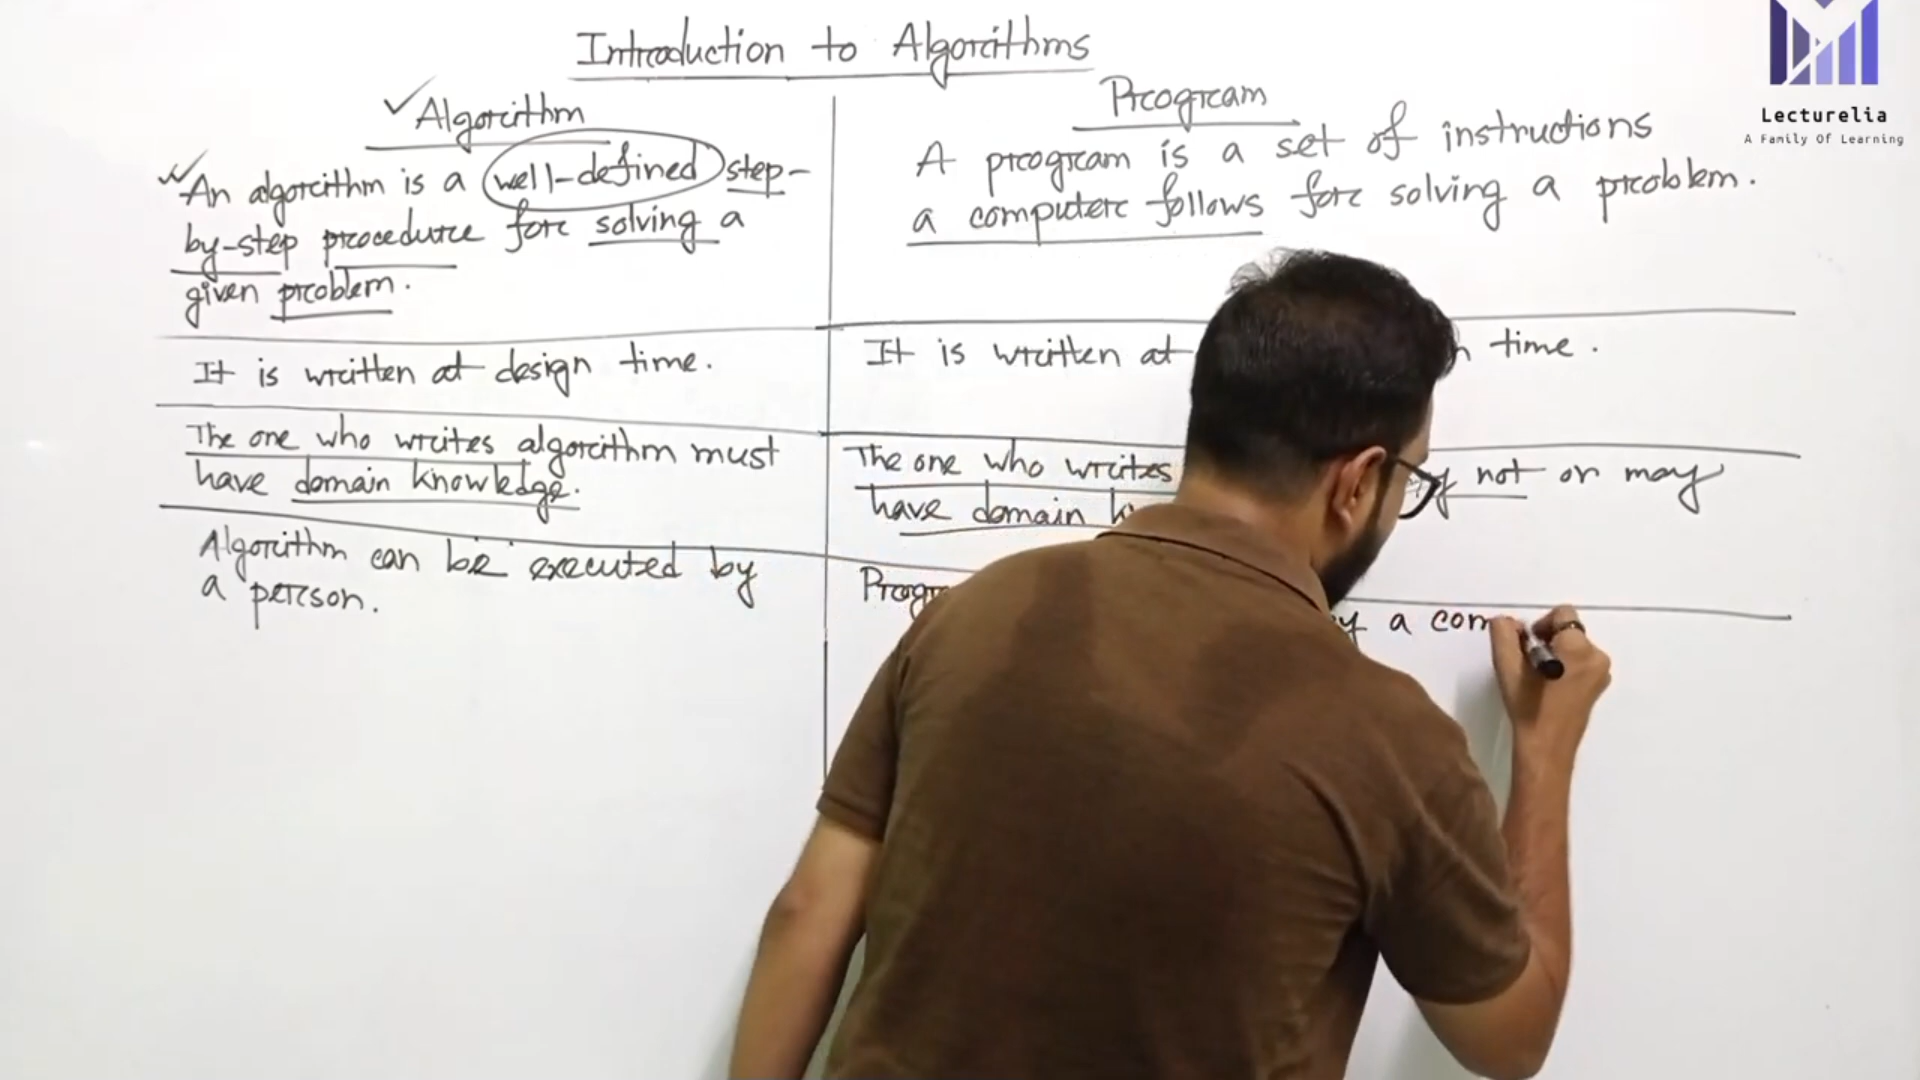 Introduction to Algorithms
Algorithm
An algorithm is a well-defined step-
by-step procedure for solving a
given problem.
Program
A program is a set of instructions
a computer follows for solving a problem.
It is written at design time.
It is written at
time.
The one who writes algorithm must
have domain knowledge.
The one who writes
not or may
have domain
Algorithm can be executed by
a person.
a
Lecturelia
A Family Of Learning